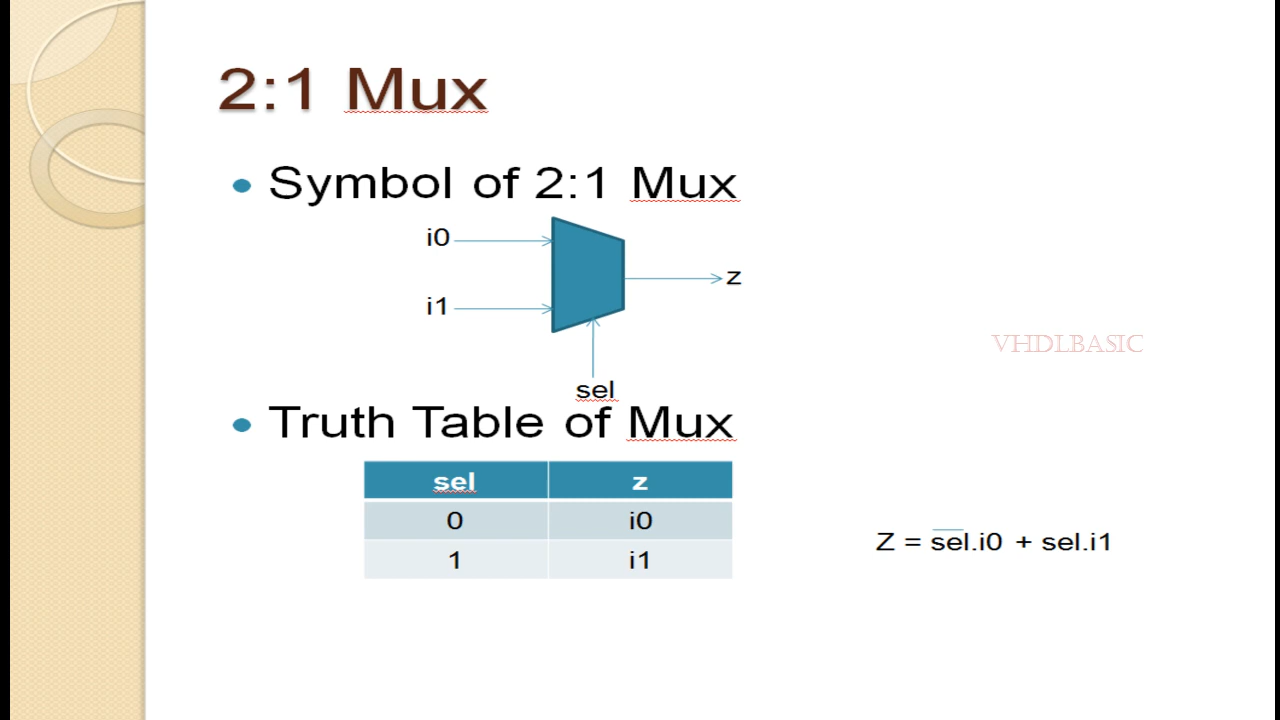 2:1 Mux
Symbol of 2:1 Mux
i0
i1
z
sel
VHDLBASIC
Truth Table of Mux
sel z
0 i0
1 i1
Z = s̅e̅l̅.i0 + sel.i1